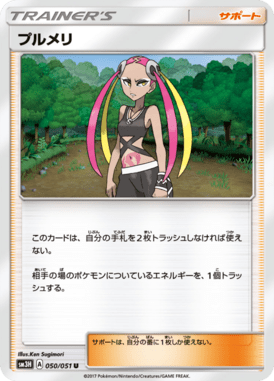 TRAINER'S サポート
プルメリ
このカードは、自分の手札を2枚トラッシュしなければ使えない。
相手の場のポケモンについているエネルギーを、1個トラッシュする。
Illus.Ken Sugimori
SM3H A 050/051 U
サポートは、自分の番に1枚しか使えない。
©2017 Pokémon/Nintendo/Creatures/GAME FREAK.